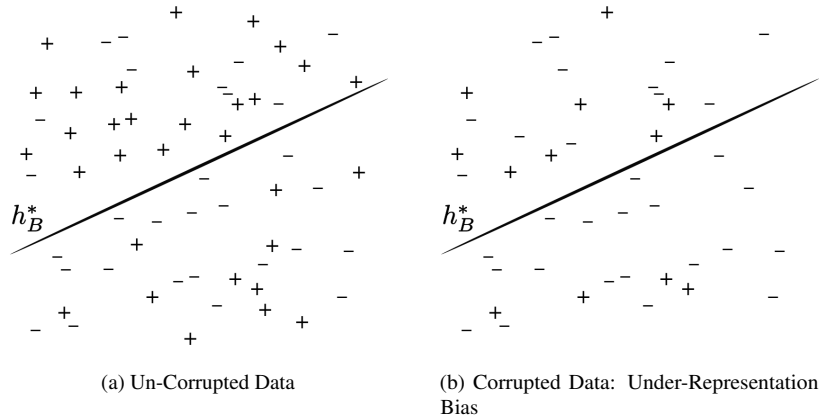 h*B
h*B
(a) Un-Corrupted Data
(b) Corrupted Data: Under-Representation
Bias